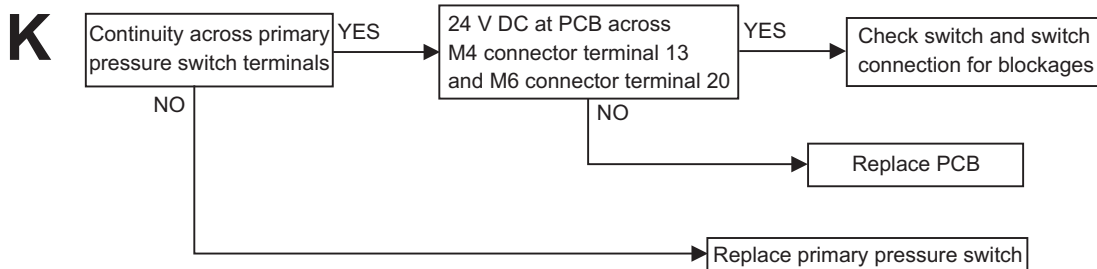 K
Continuity across primary
pressure switch terminals
YES
NO
24 V DC at PCB across
M4 connector terminal 13
and M6 connector terminal 20
YES
NO
Check switch and switch
connection for blockages
Replace PCB
Replace primary pressure switch